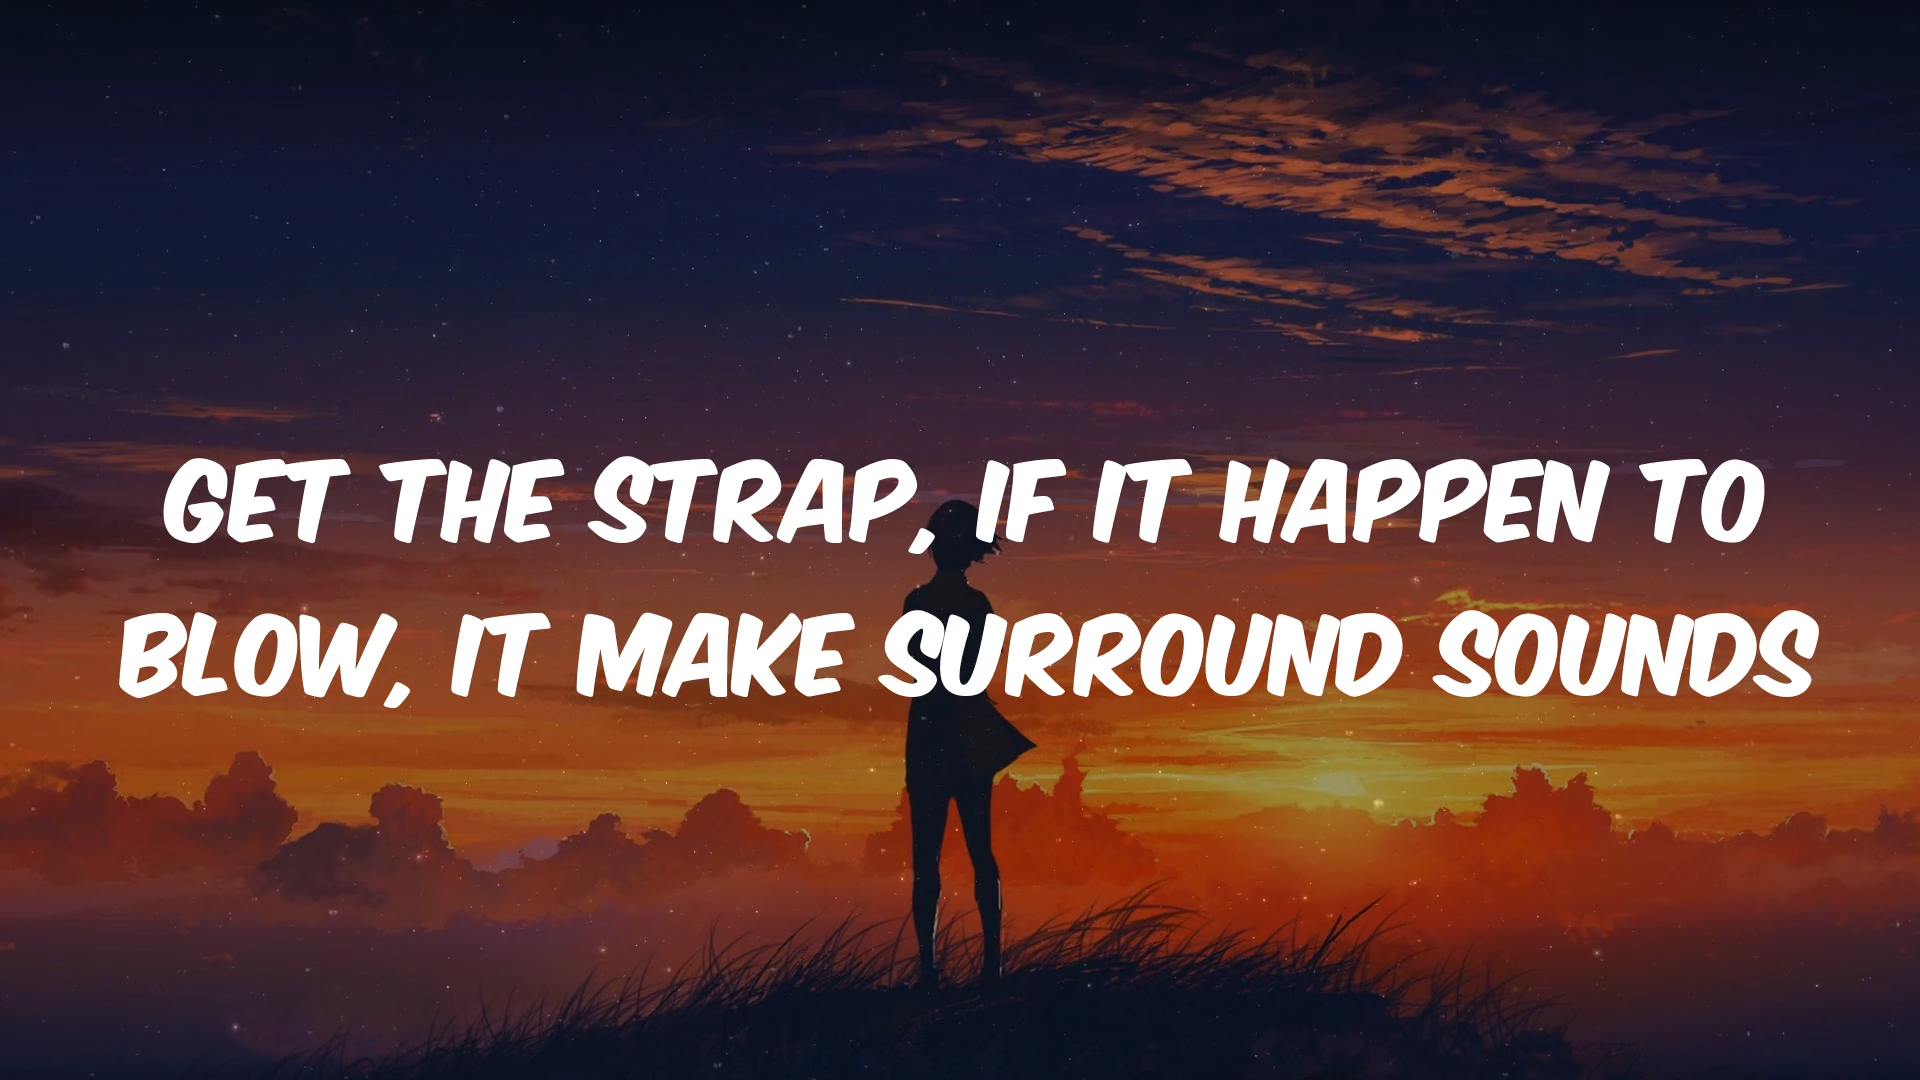 GET THE STRAP, IF IT HAPPEN TO
BLOW, IT MAKE SURROUND SOUNDS